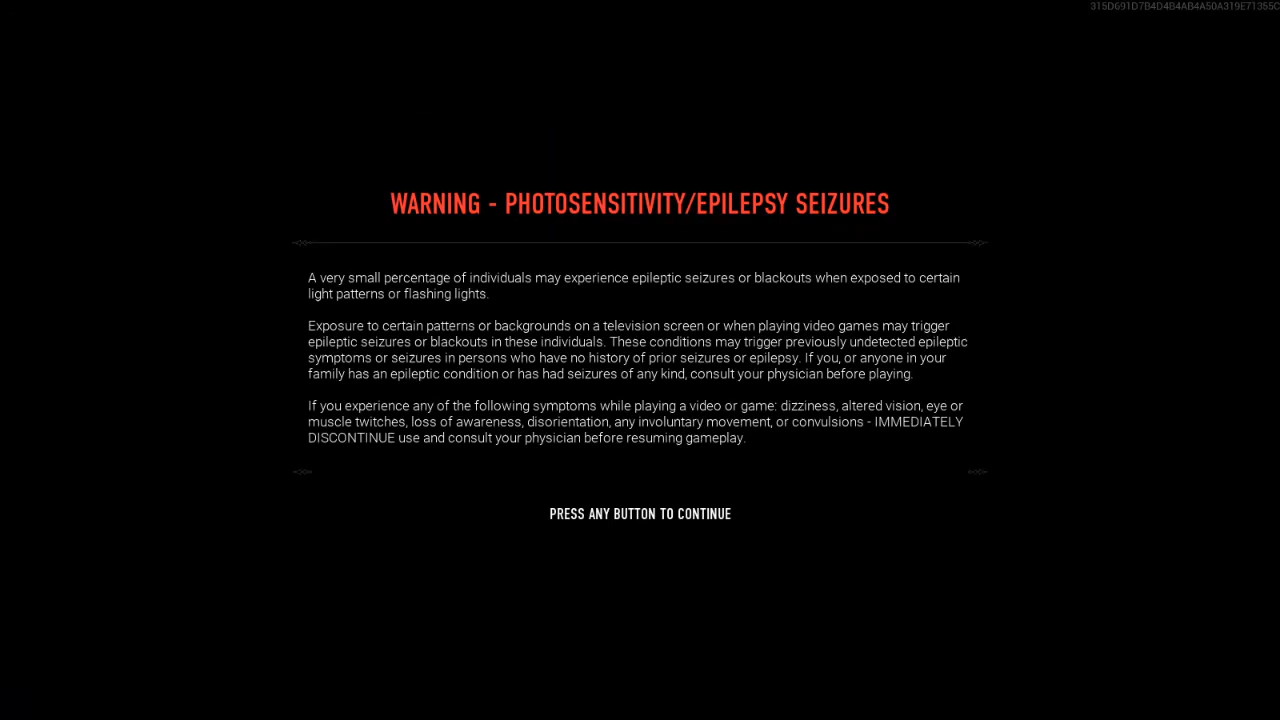 315D691D7B4D4B4AB4A50A319E71355C
WARNING - PHOTOSENSITIVITY/EPILEPSY SEIZURES
A very small percentage of individuals may experience epileptic seizures or blackouts when exposed to certain
light patterns or flashing lights.
Exposure to certain patterns or backgrounds on a television screen or when playing video games may trigger
epileptic seizures or blackouts in these individuals. These conditions may trigger previously undetected epileptic
symptoms or seizures in persons who have no history of prior seizures or epilepsy. If you, or anyone in your
family has an epileptic condition or has had seizures of any kind, consult your physician before playing.
If you experience any of the following symptoms while playing a video or game: dizziness, altered vision, eye or
muscle twitches, loss of awareness, disorientation, any involuntary movement, or convulsions - IMMEDIATELY
DISCONTINUE use and consult your physician before resuming gameplay.
PRESS ANY BUTTON TO CONTINUE